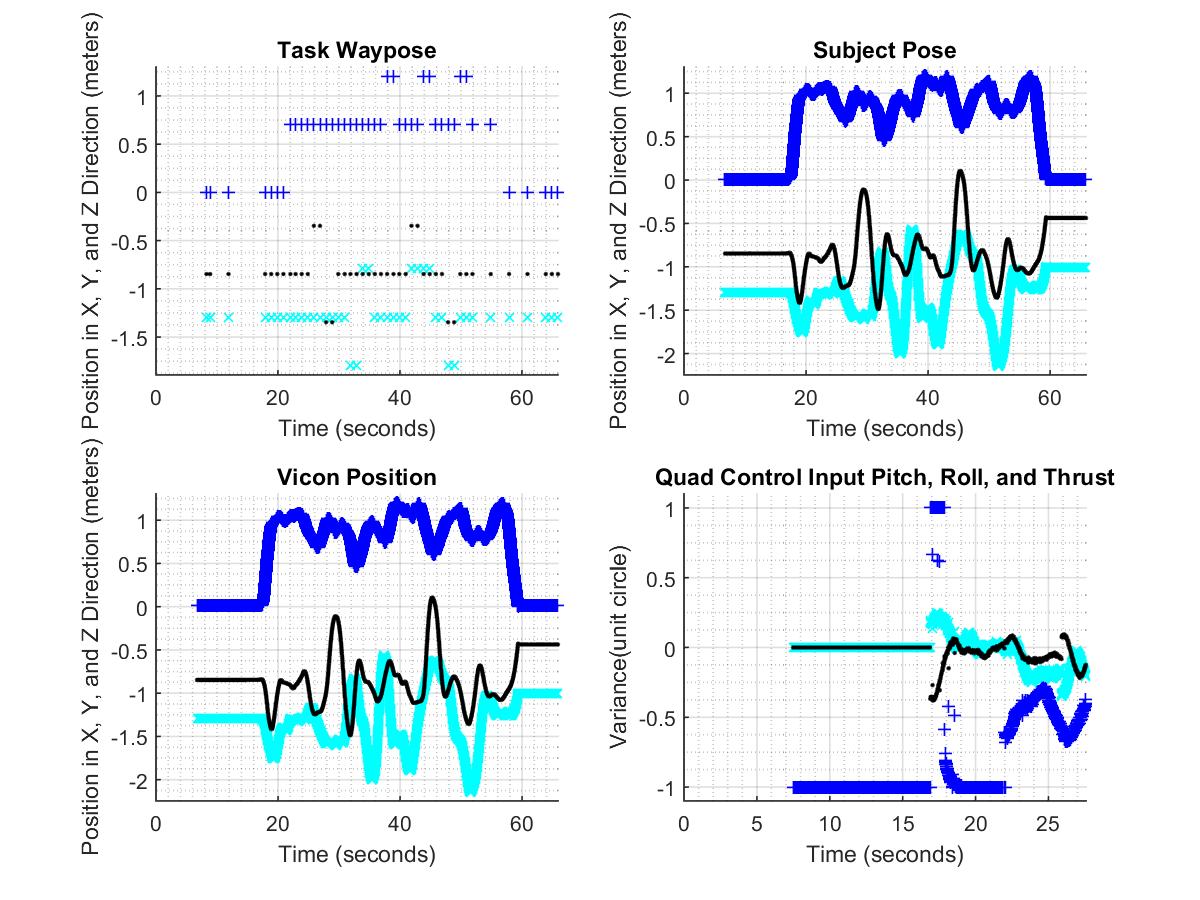 Task Waypose
Position in X, Y, and Z Direction (meters)
1
0.5
0
-0.5
-1
-1.5
0 20 40 60
Time (seconds)
Subject Pose
Position in X, Y, and Z Direction (meters)
1
0.5
0
-0.5
-1
-1.5
-2
0 20 40 60
Time (seconds)
Vicon Position
Position in X, Y, and Z Direction (meters)
1
0.5
0
-0.5
-1
-1.5
-2
0 20 40 60
Time (seconds)
Quad Control Input Pitch, Roll, and Thrust
Variance(unit circle)
1
0.5
0
-0.5
-1
0 5 10 15 20 25
Time (seconds)